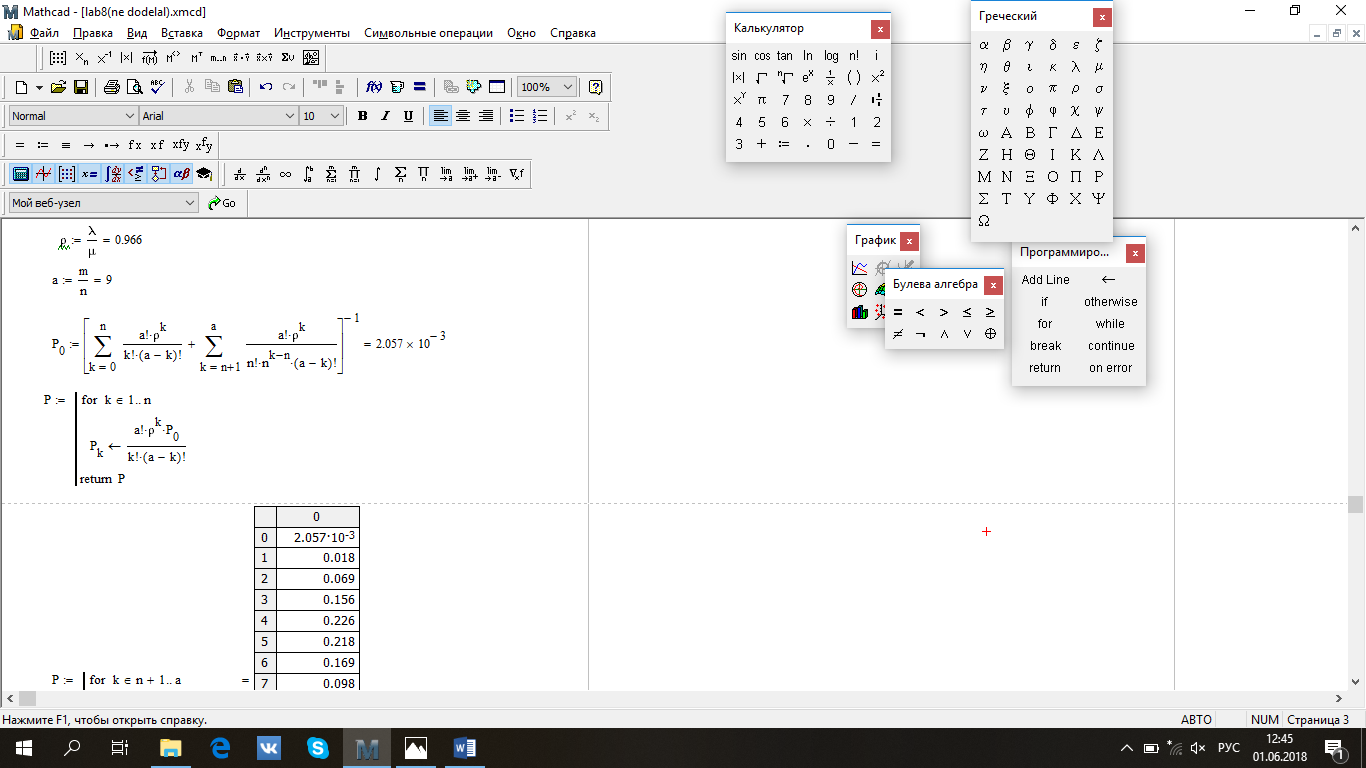 Mathcad - [lab8(ne dodelal).xmcd]
Файл Правка Вид Вставка Формат Инструменты Символьные операции Окно Справка
100%
Normal Arial 10 B I U
Мой веб-узел Go
Калькулятор
sin cos tan ln log n! i
|×| √ ⁿ√ eˣ 1/x ( ) x²
xʸ π 7 8 9 /
4 5 6 × ÷ 1 2
3 + := . 0 − =
Греческий
α β γ δ ε ζ
η θ ι κ λ μ
ν ξ ο π ρ σ
τ υ ϕ φ χ ψ
ω Α Β Γ Δ Ε
Ζ Η Θ Ι Κ Λ
Μ Ν Ξ Ο Π Ρ
Σ Τ Υ Φ Χ Ψ
Ω
График
Булева алгебра
= < > ≤ ≥
≠ ¬ ∧ ∨ ⊕
Программиро...
Add Line ←
if otherwise
for while
break continue
return on error
ρ := λ/μ = 0.966
a := m/n = 9
P₀ := [∑ k = 0 n a!·ρ^k/(k!·(a − k)!) + ∑ k = n+1 a a!·ρ^k/(n!·n^(k−n)·(a − k)!)]^−1 = 2.057 × 10^−3
P := for k ∈ 1.. n
P_k ← a!·ρ^k·P₀/(k!·(a − k)!)
return P
0
0 2.057·10-3
1 0.018
2 0.069
3 0.156
4 0.226
5 0.218
6 0.169
7 0.098
P := for k ∈ n + 1.. a =
Нажмите F1, чтобы открыть справку.
АВТО NUM Страница 3
РУС 12:45
01.06.2018
1